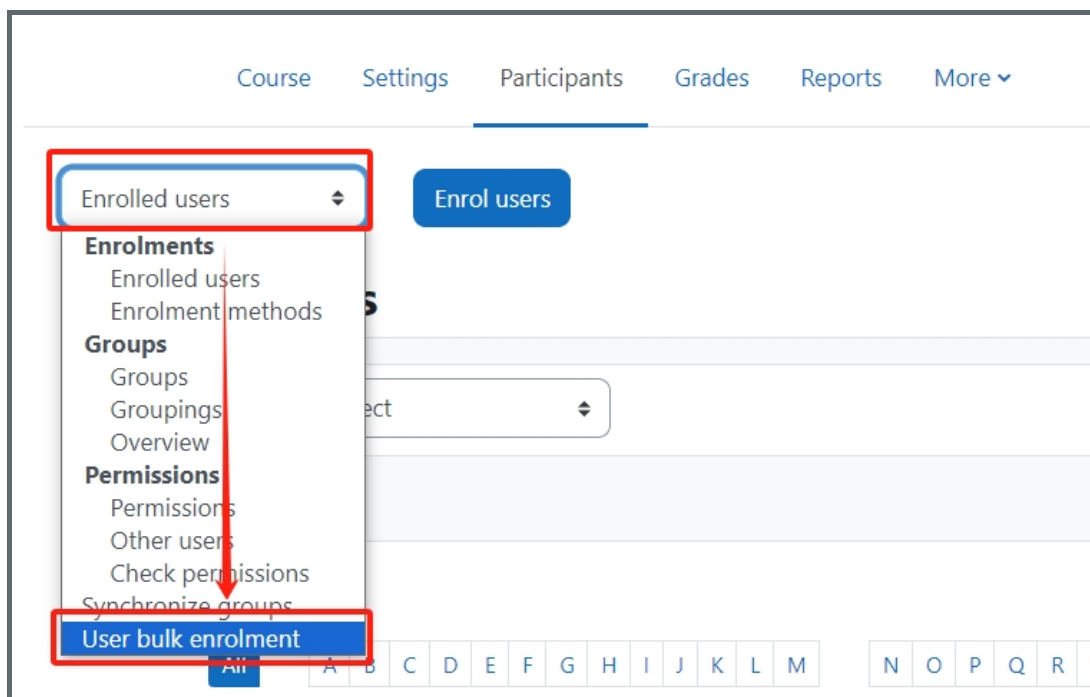 Course Settings Participants Grades Reports More
Enrolled users Enrol users
Enrolments
Enrolled users
Enrolment methods
s
Groups
Groups
Groupings
ect
Overview
Permissions
Permissions
Other users
Check permissions
Synchronize groups
User bulk enrolment
All A B C D E F G H I J K L M N O P Q R